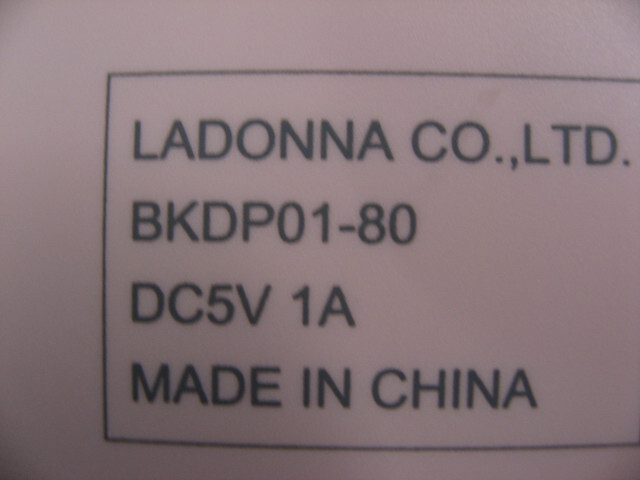 LADONNA CO.,LTD.
BKDP01-80
DC5V 1A
MADE IN CHINA